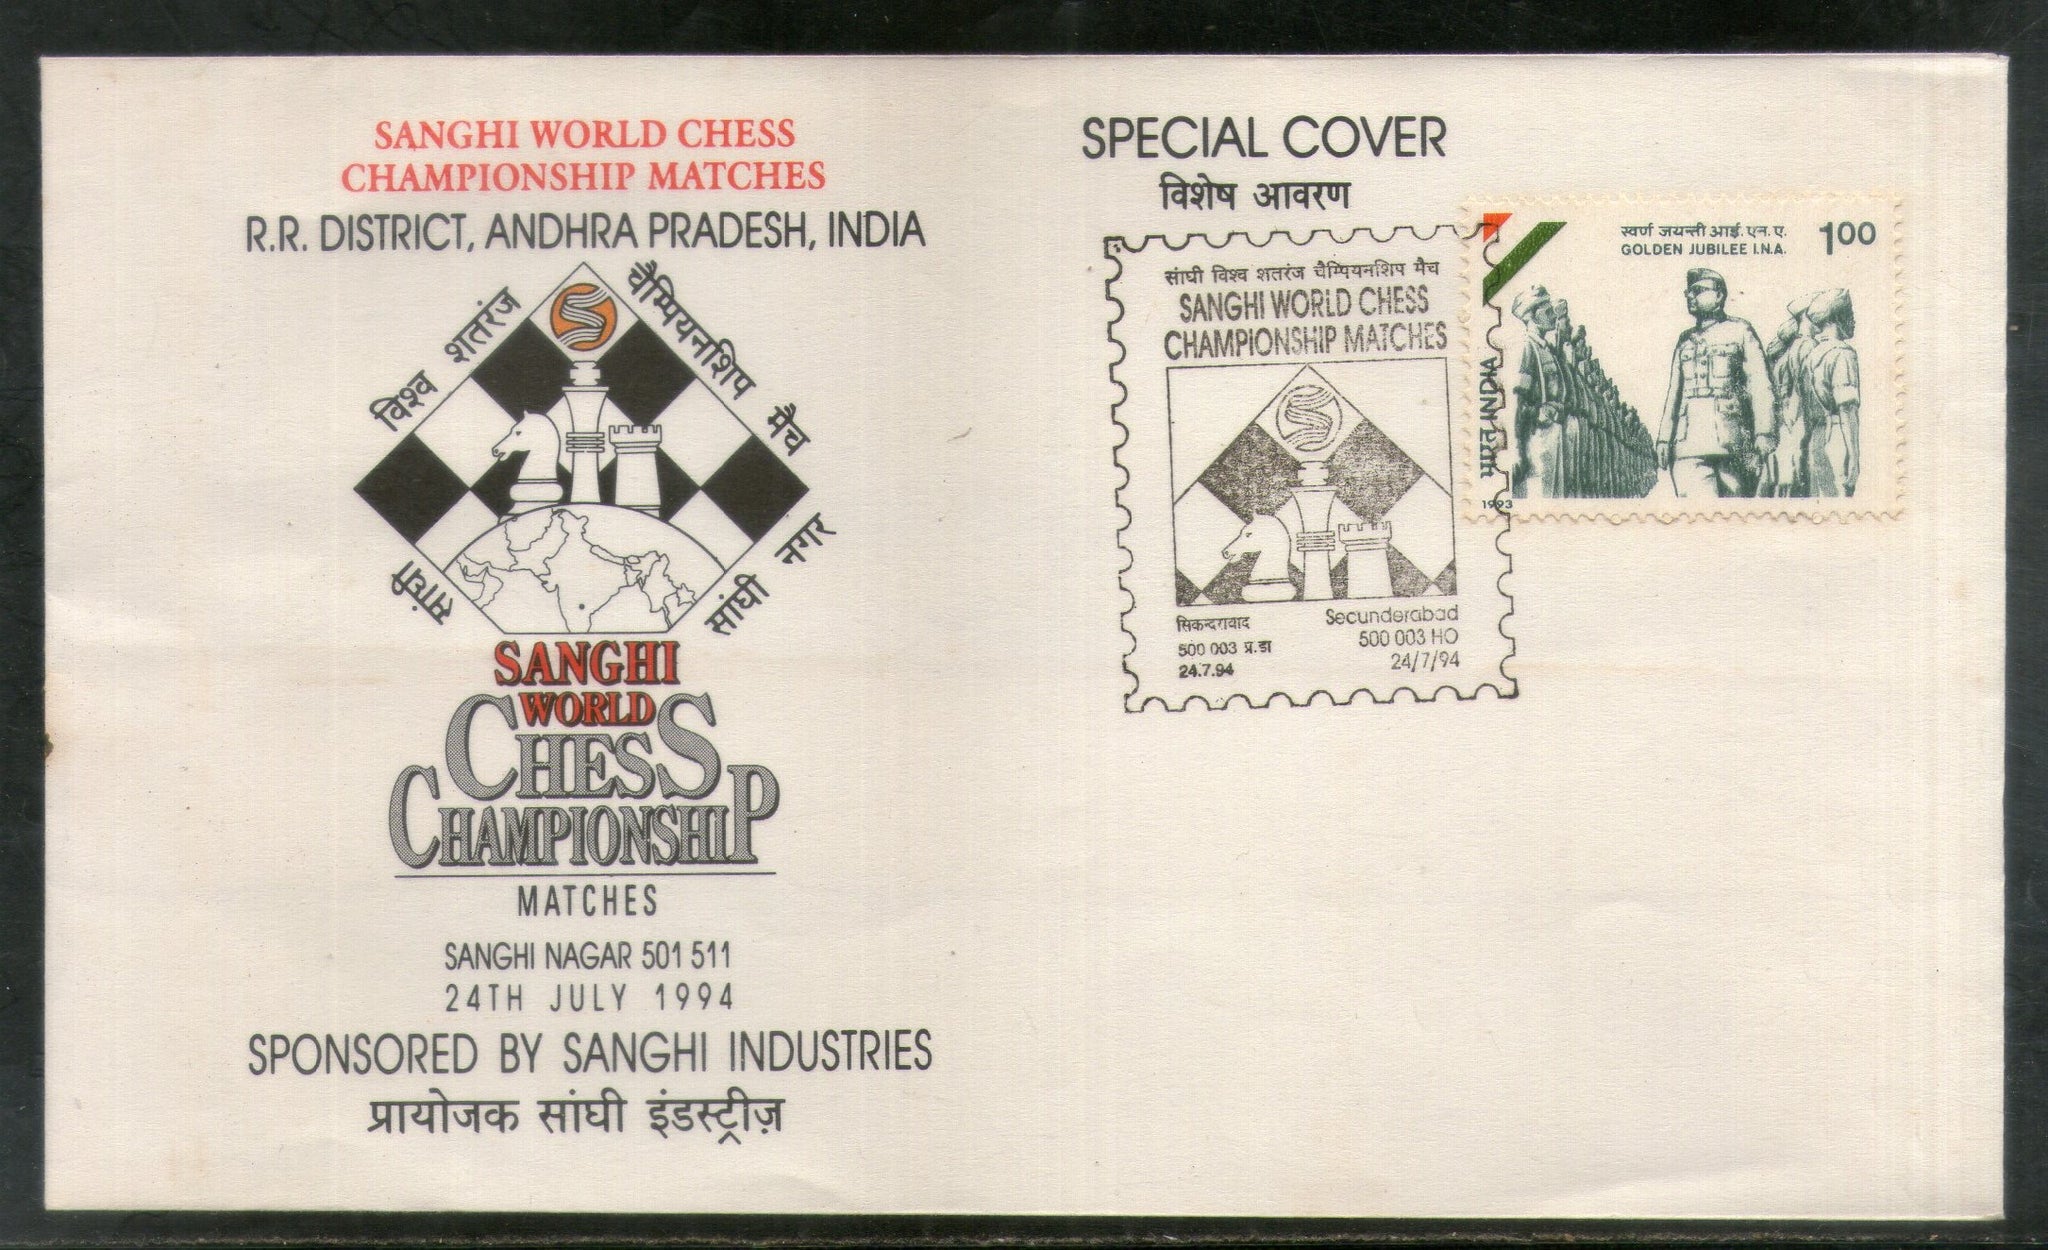 SANGHI WORLD CHESS
CHAMPIONSHIP MATCHES
R.R. DISTRICT, ANDHRA PRADESH, INDIA
सांघी विश्व शतरंज चैम्पियनशिप मैच
सांघी नगर
SANGHI
WORLD
CHESS
CHAMPIONSHIP
MATCHES
SANGHI NAGAR 501 511
24TH JULY 1994
SPONSORED BY SANGHI INDUSTRIES
प्रायोजक सांघी इंडस्ट्रीज़
SPECIAL COVER
विशेष आवरण
सांघी विश्व शतरंज चैम्पियनशिप मैच
SANGHI WORLD CHESS
CHAMPIONSHIP MATCHES
सिकन्दराबाद
500 003 प्र.डा
24.7.94
Secunderabad
500 003 HO
24/7/94
स्वर्ण जयन्ती आई.एन.ए.
GOLDEN JUBILEE I.N.A.
100
भारत INDIA
1993